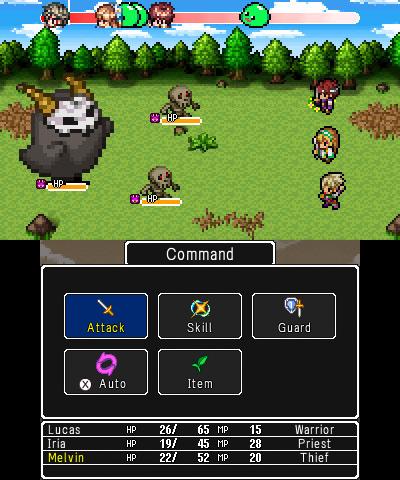 HP
HP
HP
Command
Attack
Skill
Guard
X Auto
Item
Lucas HP 26/ 65 MP 15 Warrior
Iria HP 19/ 45 MP 28 Priest
Melvin HP 22/ 52 MP 20 Thief